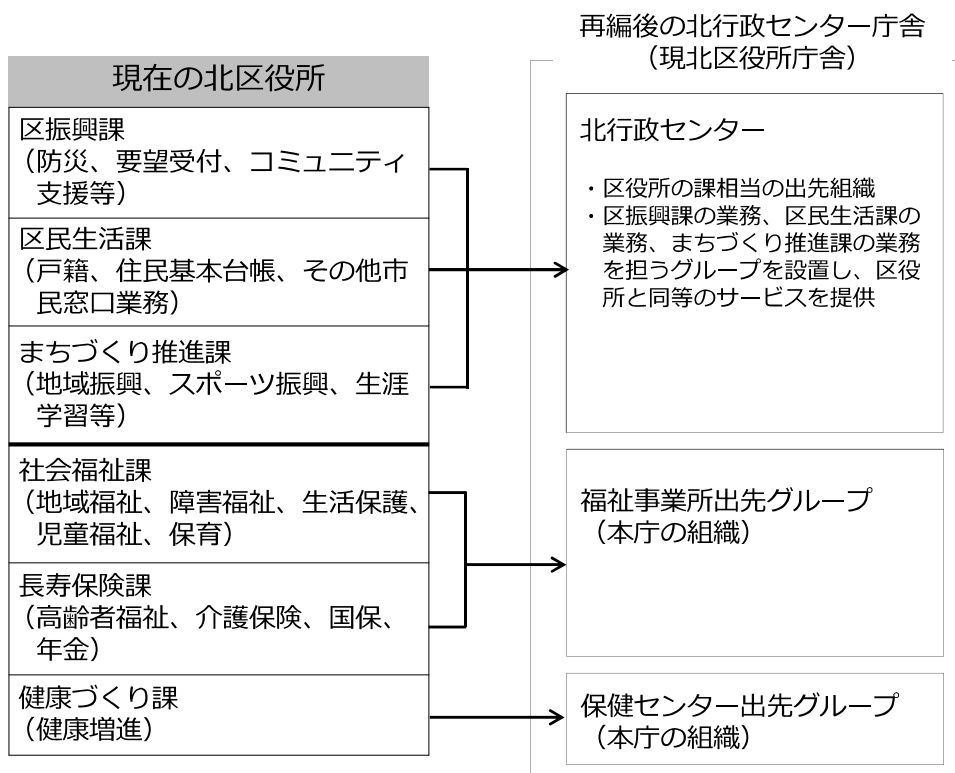 再編後の北行政センター庁舎
（現北区役所庁舎）
現在の北区役所
区振興課
（防災、要望受付、コミュニティ
支援等）
区民生活課
（戸籍、住民基本台帳、その他市
民窓口業務）
まちづくり推進課
（地域振興、スポーツ振興、生涯
学習等）
社会福祉課
（地域福祉、障害福祉、生活保護、
児童福祉、保育）
長寿保険課
（高齢者福祉、介護保険、国保、
年金）
健康づくり課
（健康増進）
北行政センター
・区役所の課相当の出先組織
・区振興課の業務、区民生活課の
業務、まちづくり推進課の業務
を担うグループを設置し、区役
所と同等のサービスを提供
福祉事業所出先グループ
（本庁の組織）
保健センター出先グループ
（本庁の組織）